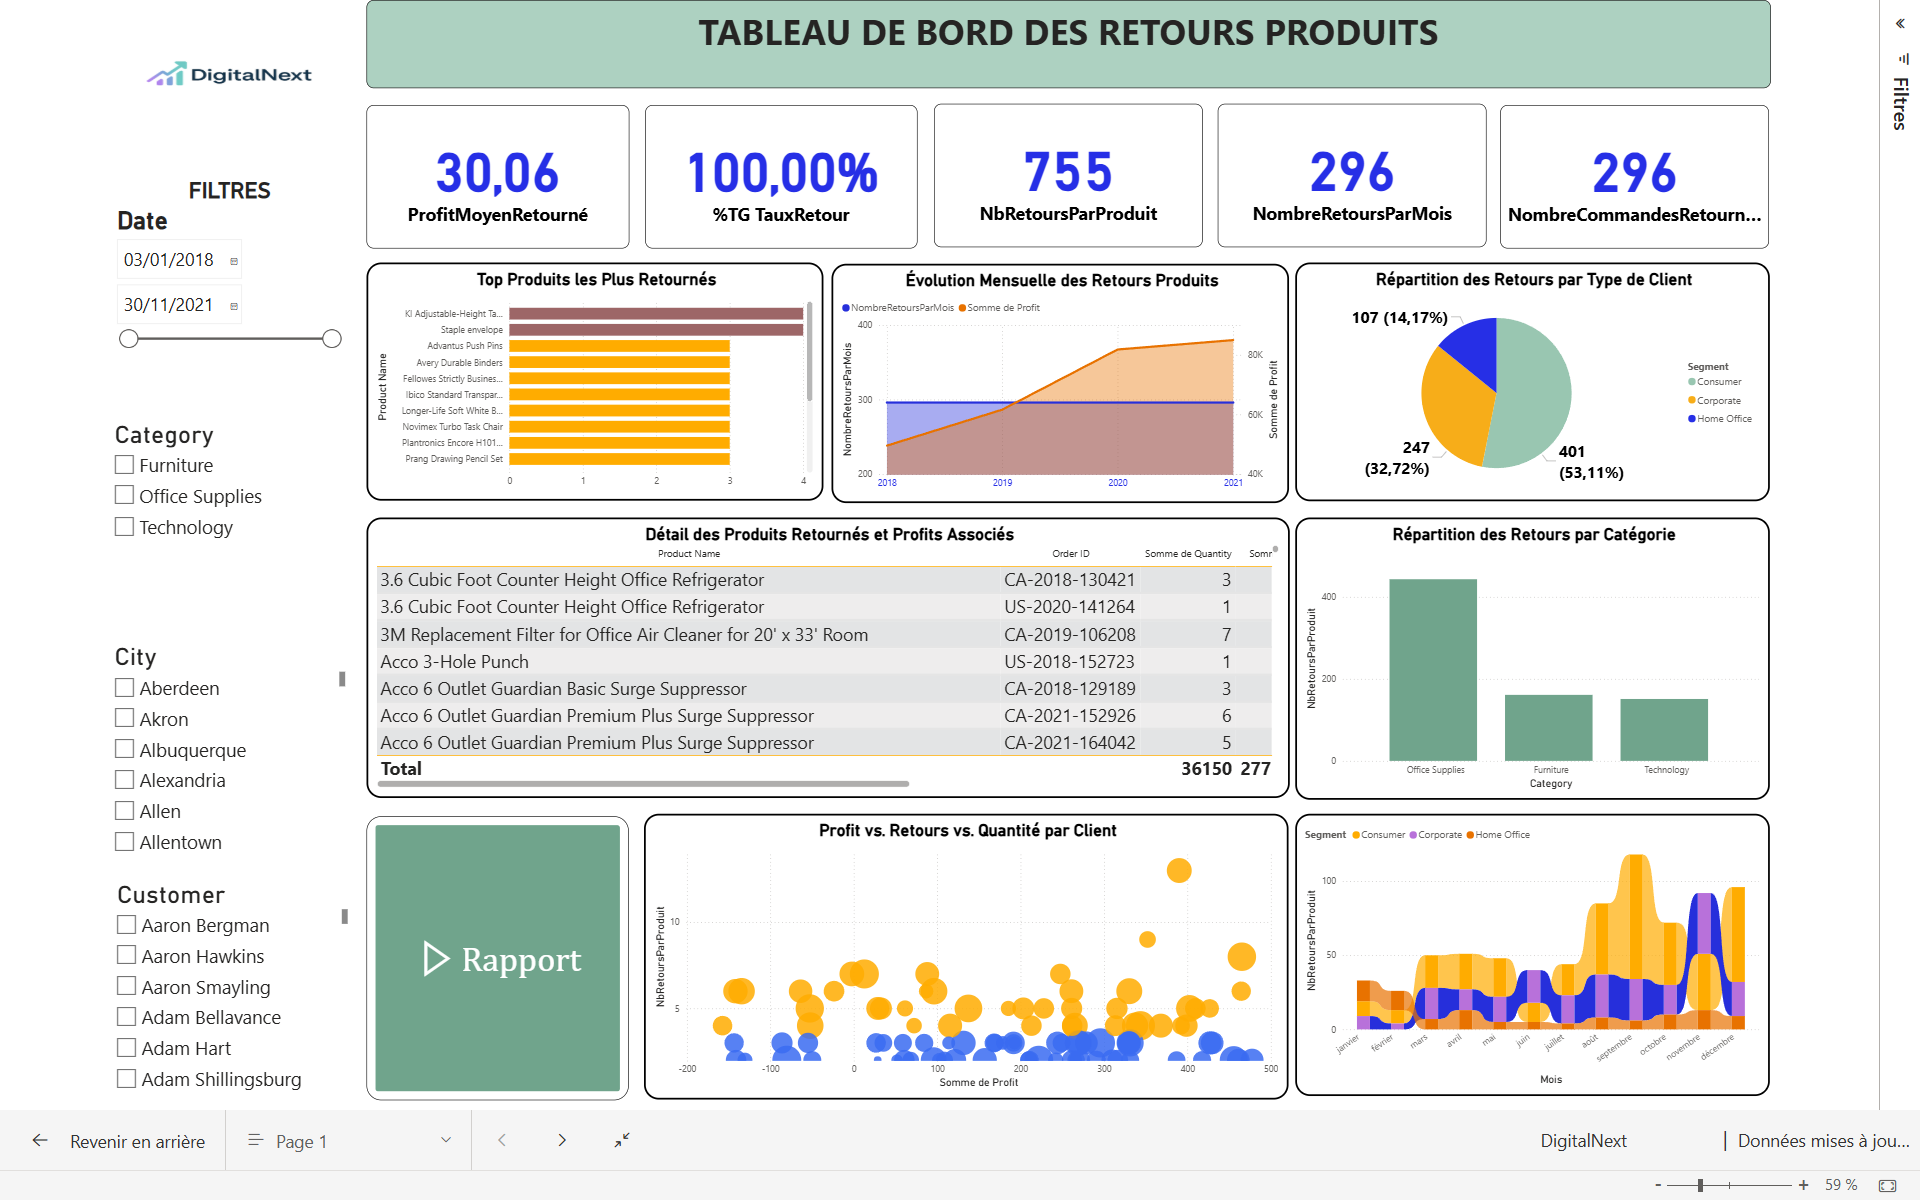 TABLEAU DE BORD DES RETOURS PRODUITS
Filtres
DigitalNext
30,06
ProfitMoyenRetourné
100,00%
%TG TauxRetour
755
NbRetoursParProduit
296
NombreRetoursParMois
296
NombreCommandesRetourn...
FILTRES
Date
03/01/2018
30/11/2021
Category
Furniture
Office Supplies
Technology
City
Aberdeen
Akron
Albuquerque
Alexandria
Allen
Allentown
Customer
Aaron Bergman
Aaron Hawkins
Aaron Smayling
Adam Bellavance
Adam Hart
Adam Shillingsburg
Top Produits les Plus Retournés
Product Name
KI Adjustable-Height Ta...
Staple envelope
Advantus Push Pins
Avery Durable Binders
Fellowes Strictly Busines...
Ibico Standard Transpar...
Longer-Life Soft White B...
Novimex Turbo Task Chair
Plantronics Encore H101...
Prang Drawing Pencil Set
0 1 2 3 4
Évolution Mensuelle des Retours Produits
NombreRetoursParMois Somme de Profit
NombreRetoursParMois
400
300
200
80K
60K
40K
Somme de Profit
2018 2019 2020 2021
Répartition des Retours par Type de Client
107 (14,17%)
247
(32,72%)
401
(53,11%)
Segment
Consumer
Corporate
Home Office
Détail des Produits Retournés et Profits Associés
Product Name Order ID Somme de Quantity Somr
3.6 Cubic Foot Counter Height Office Refrigerator CA-2018-130421 3
3.6 Cubic Foot Counter Height Office Refrigerator US-2020-141264 1
3M Replacement Filter for Office Air Cleaner for 20' x 33' Room CA-2019-106208 7
Acco 3-Hole Punch US-2018-152723 1
Acco 6 Outlet Guardian Basic Surge Suppressor CA-2018-129189 3
Acco 6 Outlet Guardian Premium Plus Surge Suppressor CA-2021-152926 6
Acco 6 Outlet Guardian Premium Plus Surge Suppressor CA-2021-164042 5
Total 36150 277
Répartition des Retours par Catégorie
NbRetoursParProduit
400
200
0
Office Supplies Furniture Technology
Category
Rapport
Profit vs. Retours vs. Quantité par Client
NbRetoursParProduit
10
5
-200 -100 0 100 200 300 400 500
Somme de Profit
Segment Consumer Corporate Home Office
NbRetoursParProduit
100
50
0
janvier février mars avril mai juin juillet août septembre octobre novembre décembre
Mois
Revenir en arrière
Page 1
DigitalNext
| Données mises à jou...
- + 59 %